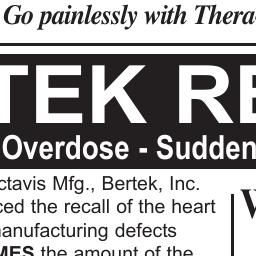 Go painlessly with Thera
TEK RE
Overdose - Sudden
ctavis Mfg., Bertek, Inc.
ced the recall of the heart
anufacturing defects
MES the amount of the